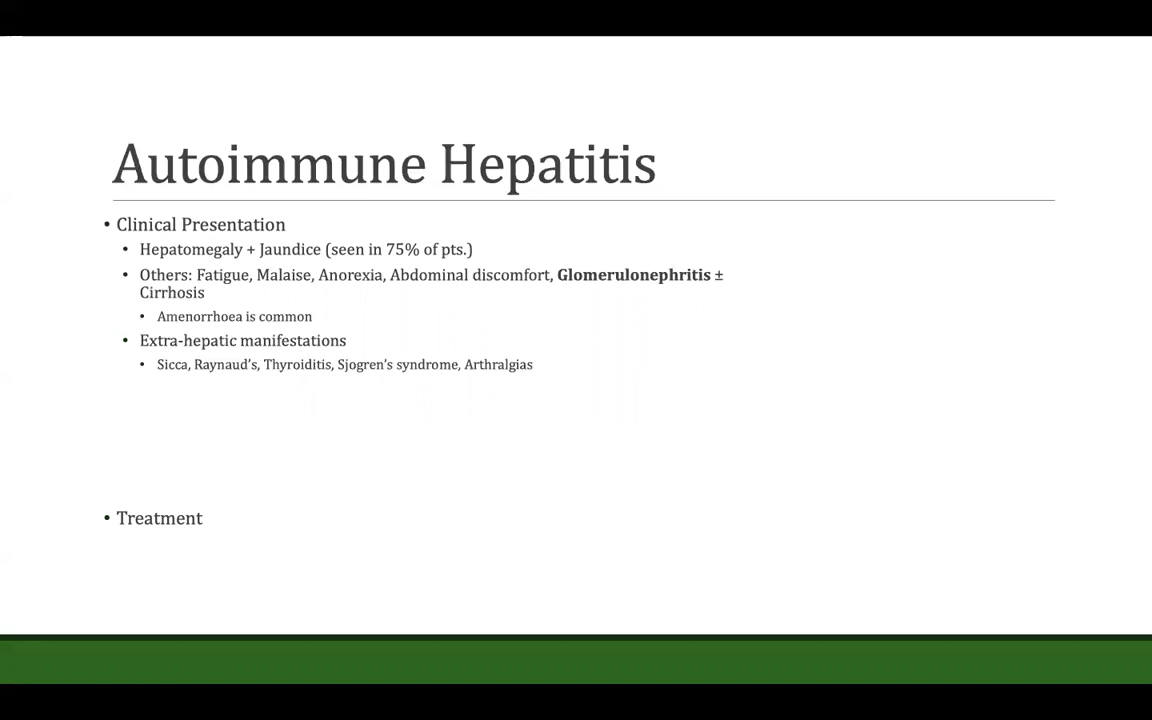 Autoimmune Hepatitis
• Clinical Presentation
• Hepatomegaly + Jaundice (seen in 75% of pts.)
• Others: Fatigue, Malaise, Anorexia, Abdominal discomfort, Glomerulonephritis ±
Cirrhosis
• Amenorrhoea is common
• Extra-hepatic manifestations
• Sicca, Raynaud's, Thyroiditis, Sjogren's syndrome, Arthralgias
• Treatment